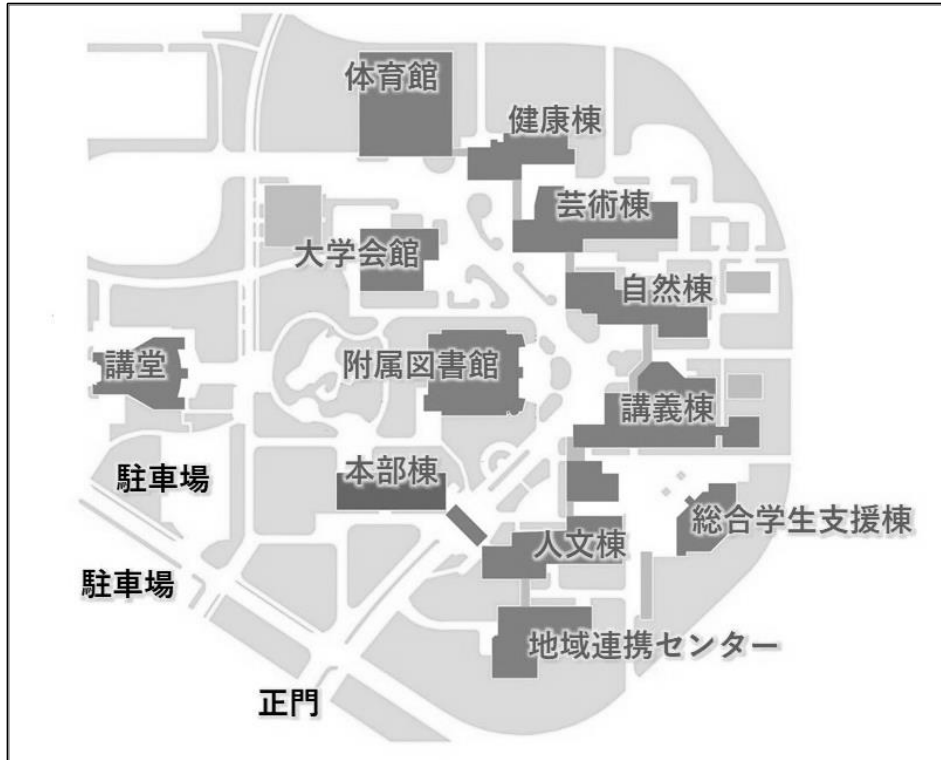 体育館
健康棟
芸術棟
大学会館
自然棟
講堂
附属図書館
講義棟
本部棟
駐車場
総合学生支援棟
人文棟
駐車場
地域連携センター
正門